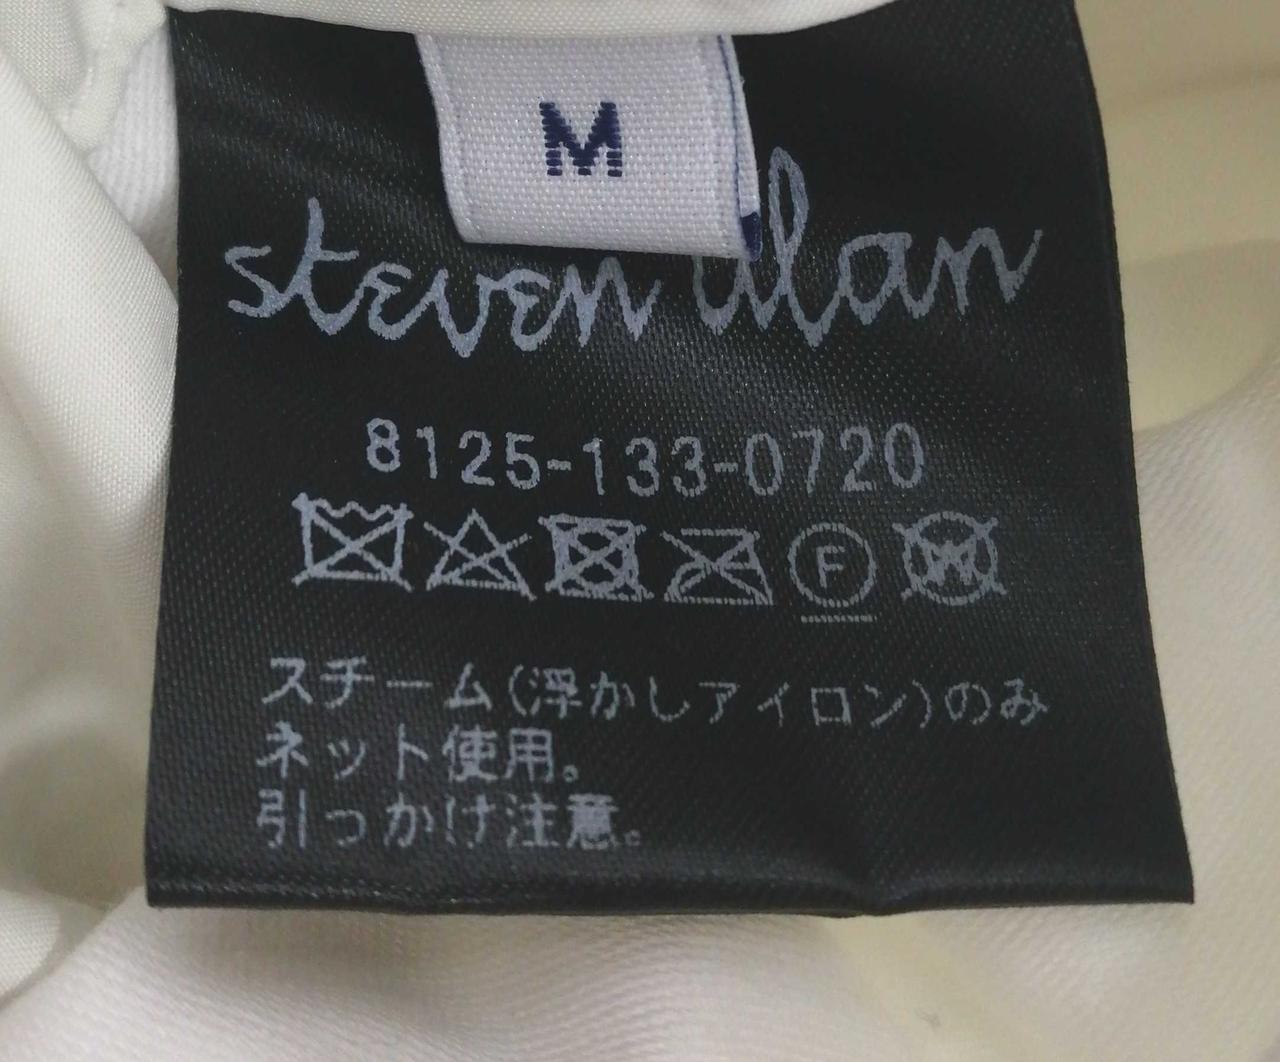 M
steven alan
8125-133-0720
F W
スチーム(浮かしアイロン)のみ
ネット使用。
引っかけ注意。